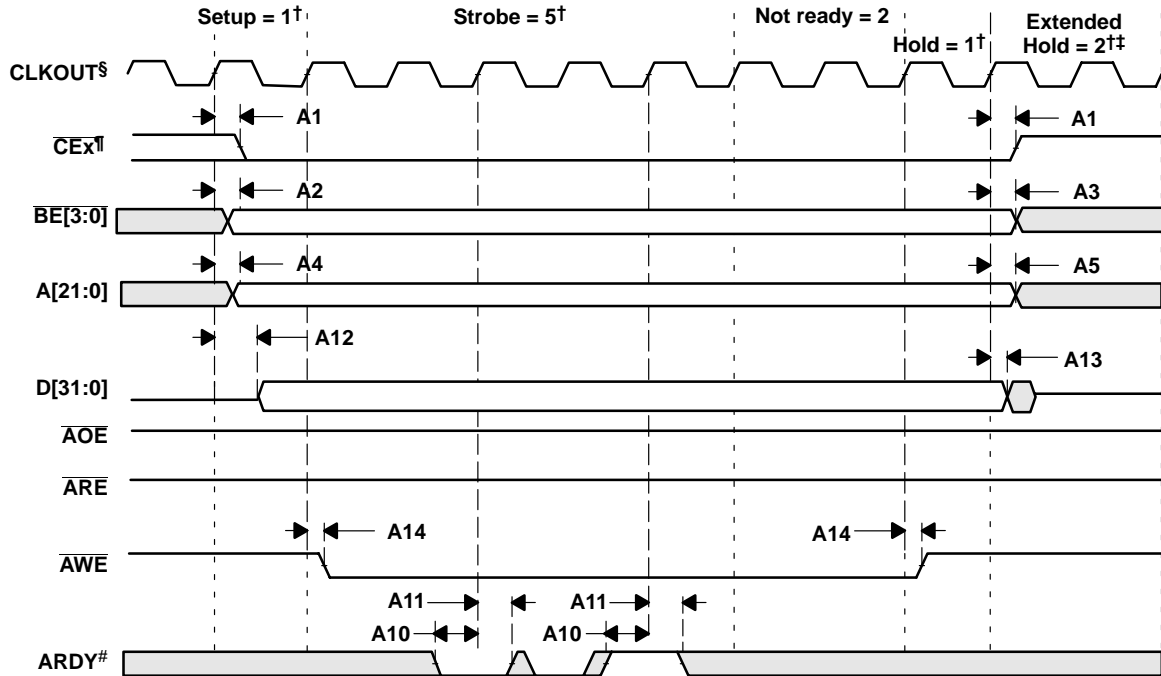 Setup = 1†
Strobe = 5†
Not ready = 2
Extended
Hold = 1†
Hold = 2†‡
CLKOUT§
A1
A1
CEx¶
A2
A3
BE[3:0]
A4
A5
A[21:0]
A12
A13
D[31:0]
AOE
ARE
A14
A14
AWE
A11
A11
A10
A10
ARDY#